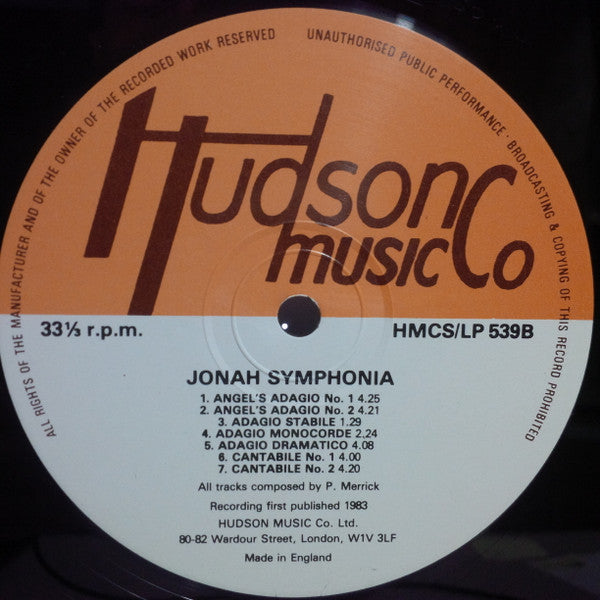 ALL RIGHTS OF THE MANUFACTURER AND OF THE OWNER OF THE RECORDED WORK RESERVED
UNAUTHORISED PUBLIC PERFORMANCE · BROADCASTING & COPYING OF THIS RECORD PROHIBITED
Hudson
music Co
33⅓ r.p.m.
HMCS/LP 539B
JONAH SYMPHONIA
1. ANGEL'S ADAGIO No. 1 4.25
2. ANGEL'S ADAGIO No. 2 4.21
3. ADAGIO STABILE 1.29
4. ADAGIO MONOCORDE 2.24
5. ADAGIO DRAMATICO 4.08
6. CANTABILE No. 1 4.00
7. CANTABILE No. 2 4.20
All tracks composed by P. Merrick
Recording first published 1983
HUDSON MUSIC Co. Ltd.
80-82 Wardour Street, London, W1V 3LF
Made in England